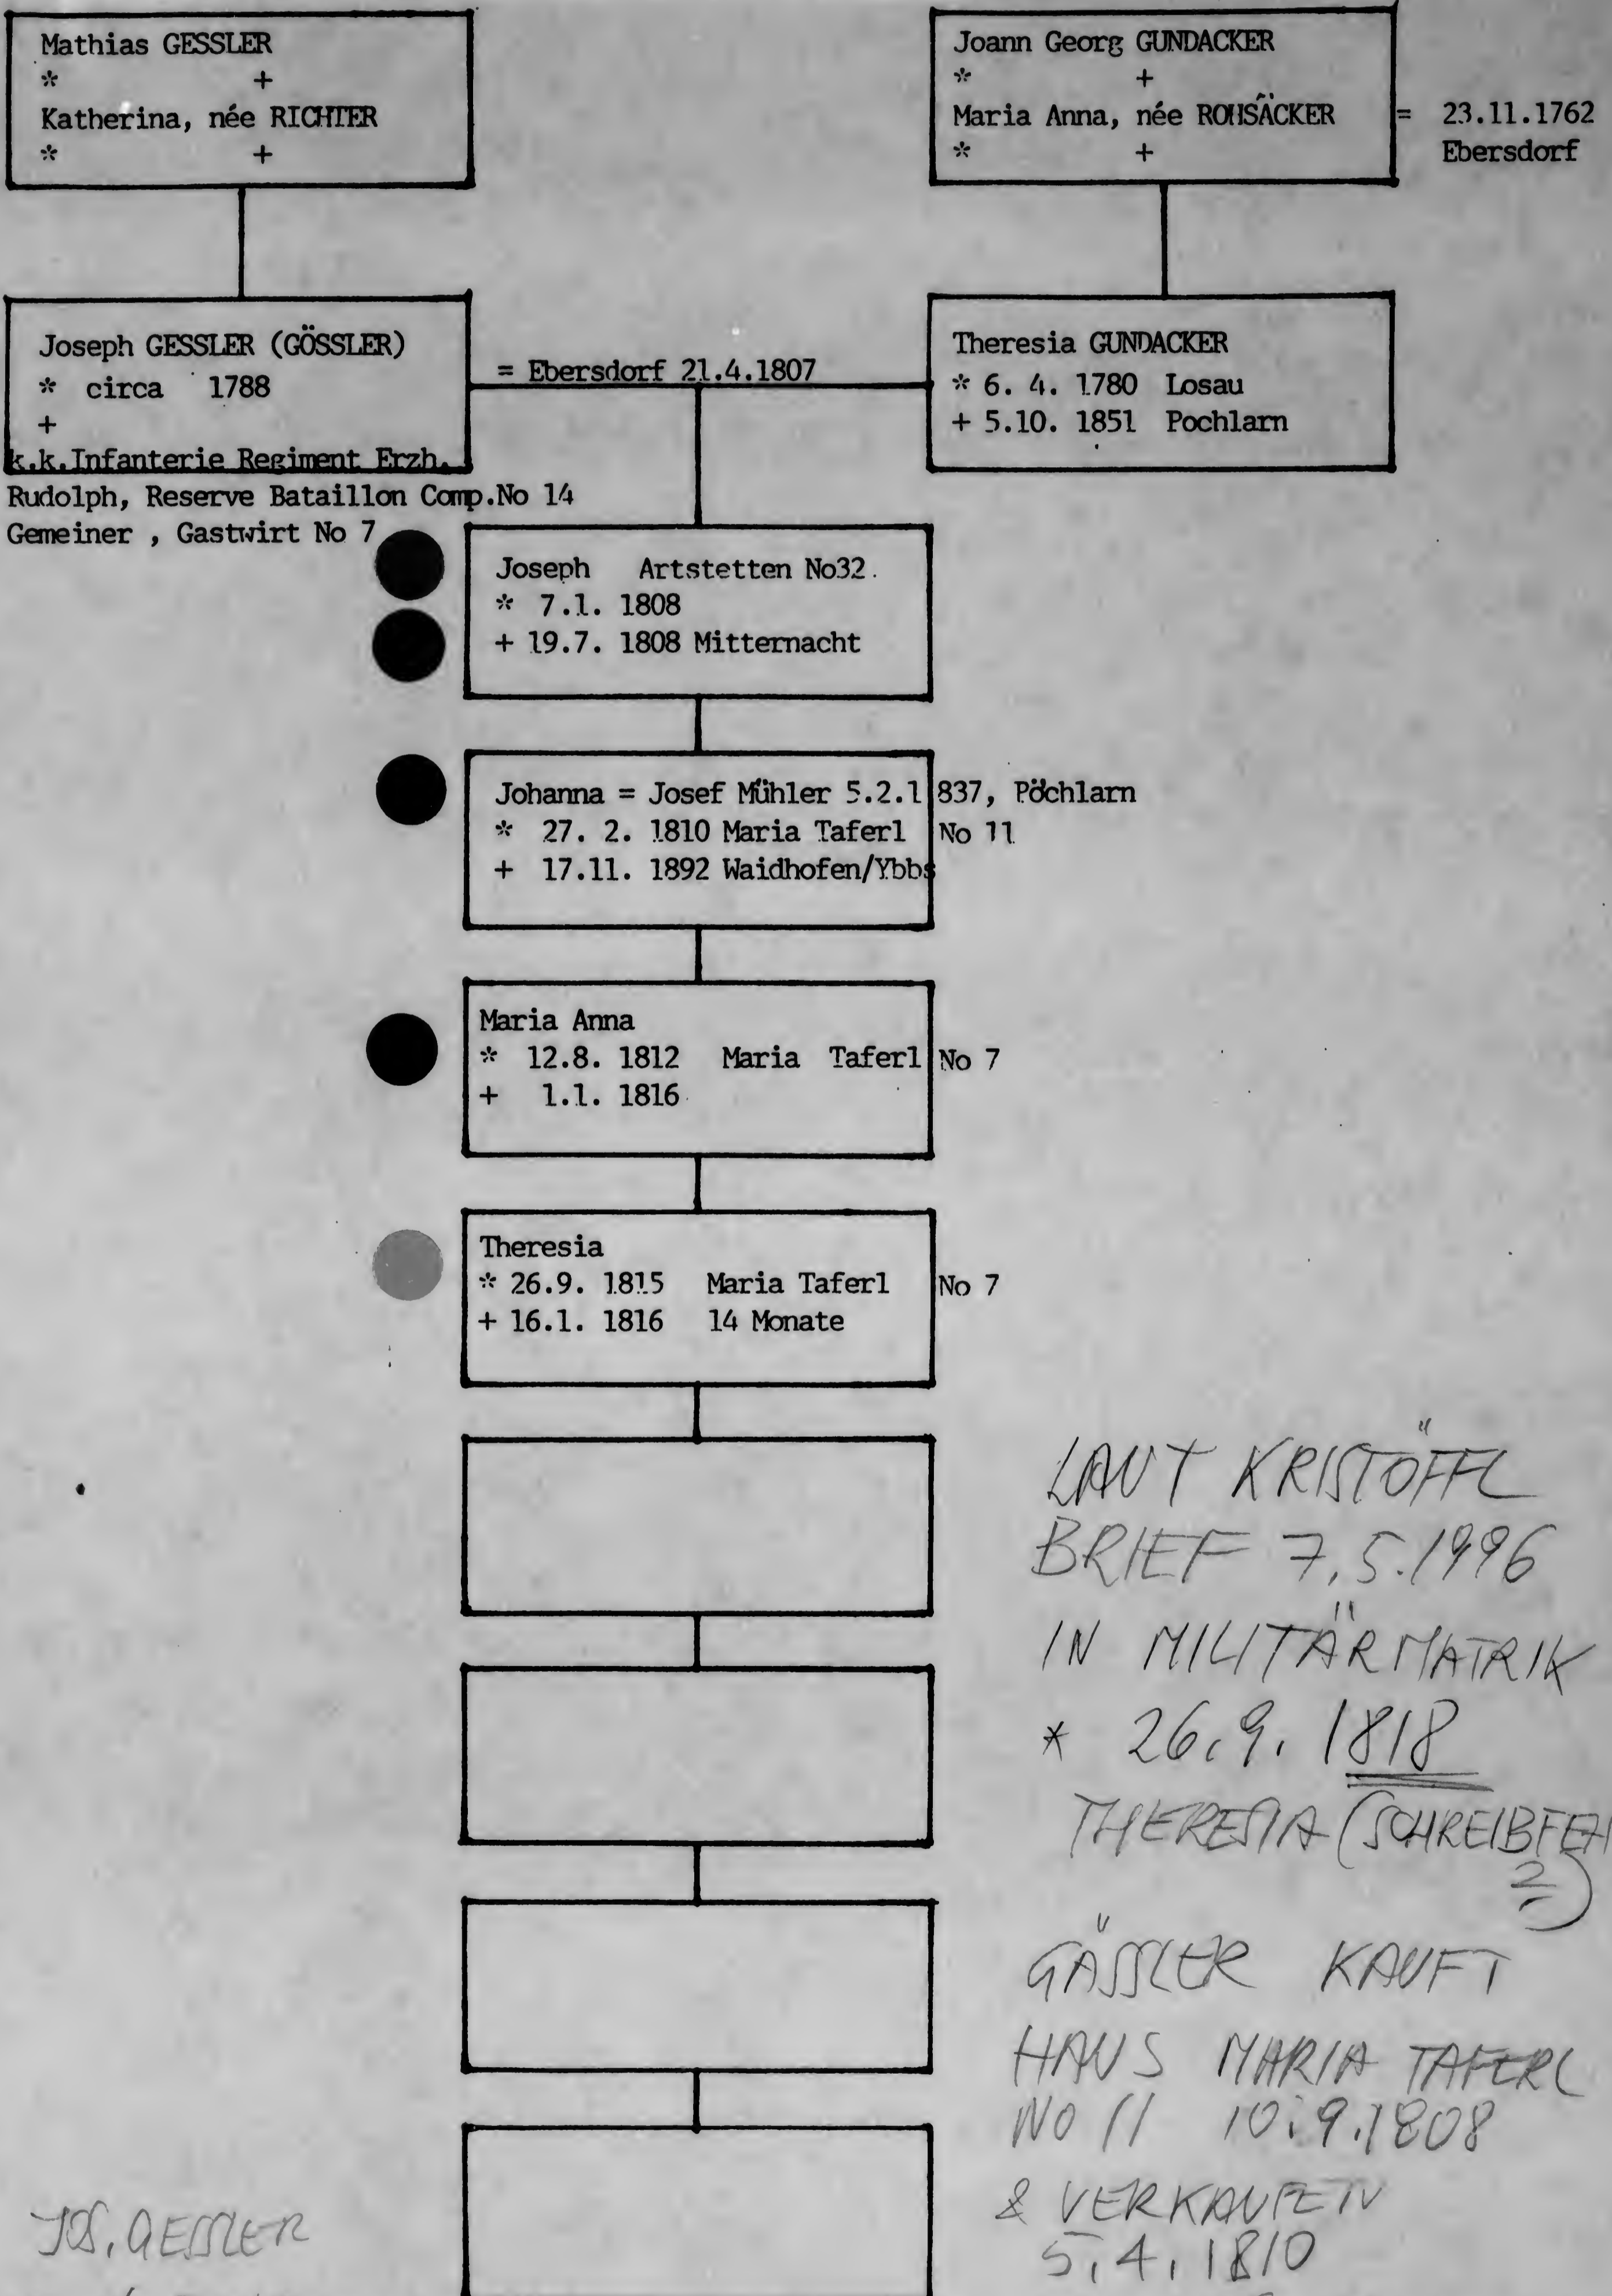 Mathias GESSLER
* +
Katherina, née RICHTER
* +
Joann Georg GUNDACKER
* +
Maria Anna, née ROHSÄCKER = 23.11.1762
* + Ebersdorf
Joseph GESSLER (GÖSSLER)
* circa 1788
+
k.k.Infanterie Regiment Erzh.
Rudolph, Reserve Bataillon Comp.No 14
Gemeiner , Gastwirt No 7
= Ebersdorf 21.4.1807
Theresia GUNDACKER
* 6. 4. 1780 Losau
+ 5.10. 1851 Pochlarn
Joseph Artstetten No32.
* 7.1. 1808
+ 19.7. 1808 Mitternacht
Johanna = Josef Mühler 5.2.1837, Pöchlarn
* 27. 2. 1810 Maria Taferl No 11
+ 17.11. 1892 Waidhofen/Ybbs
Maria Anna
* 12.8. 1812 Maria Taferl No 7
+ 1.1. 1816
Theresia
* 26.9. 1815 Maria Taferl No 7
+ 16.1. 1816 14 Monate
LAUT KRISTÖFFL
BRIEF 7.5.1996
IN MILITÄRMATRIK
* 26.9. 1818
THERESIA (SCHREIBFEH
?)
GÄSSLER KAUFT
HAUS MARIA TAFERL
NO 11 10.9.1808
& VERKAUFEN
5.4.1810
JOS. GESSLER